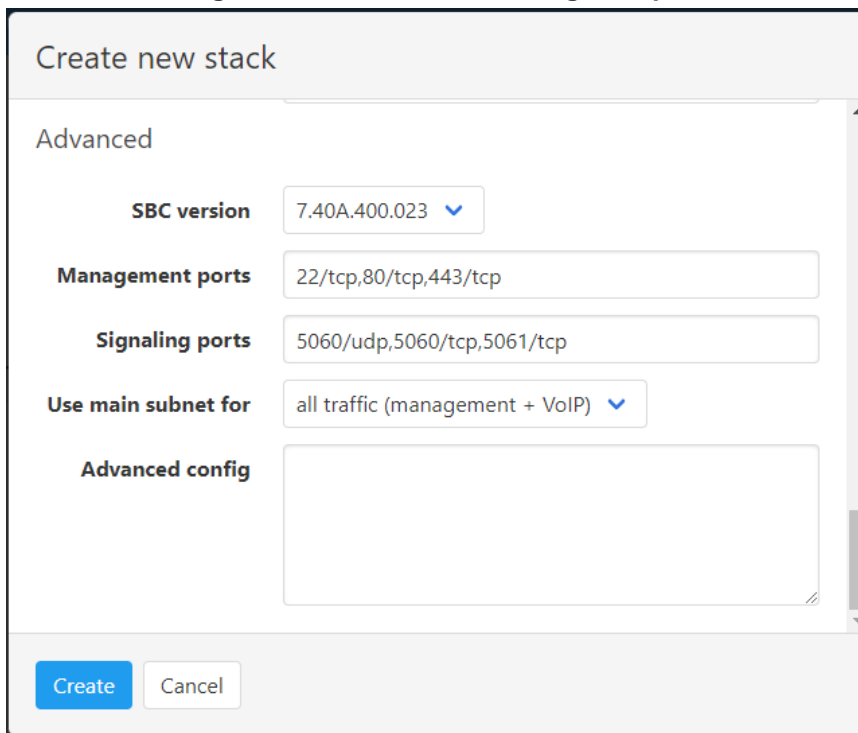 Create new stack
Advanced
SBC version 7.40A.400.023
Management ports 22/tcp,80/tcp,443/tcp
Signaling ports 5060/udp,5060/tcp,5061/tcp
Use main subnet for all traffic (management + VoIP)
Advanced config
Create Cancel